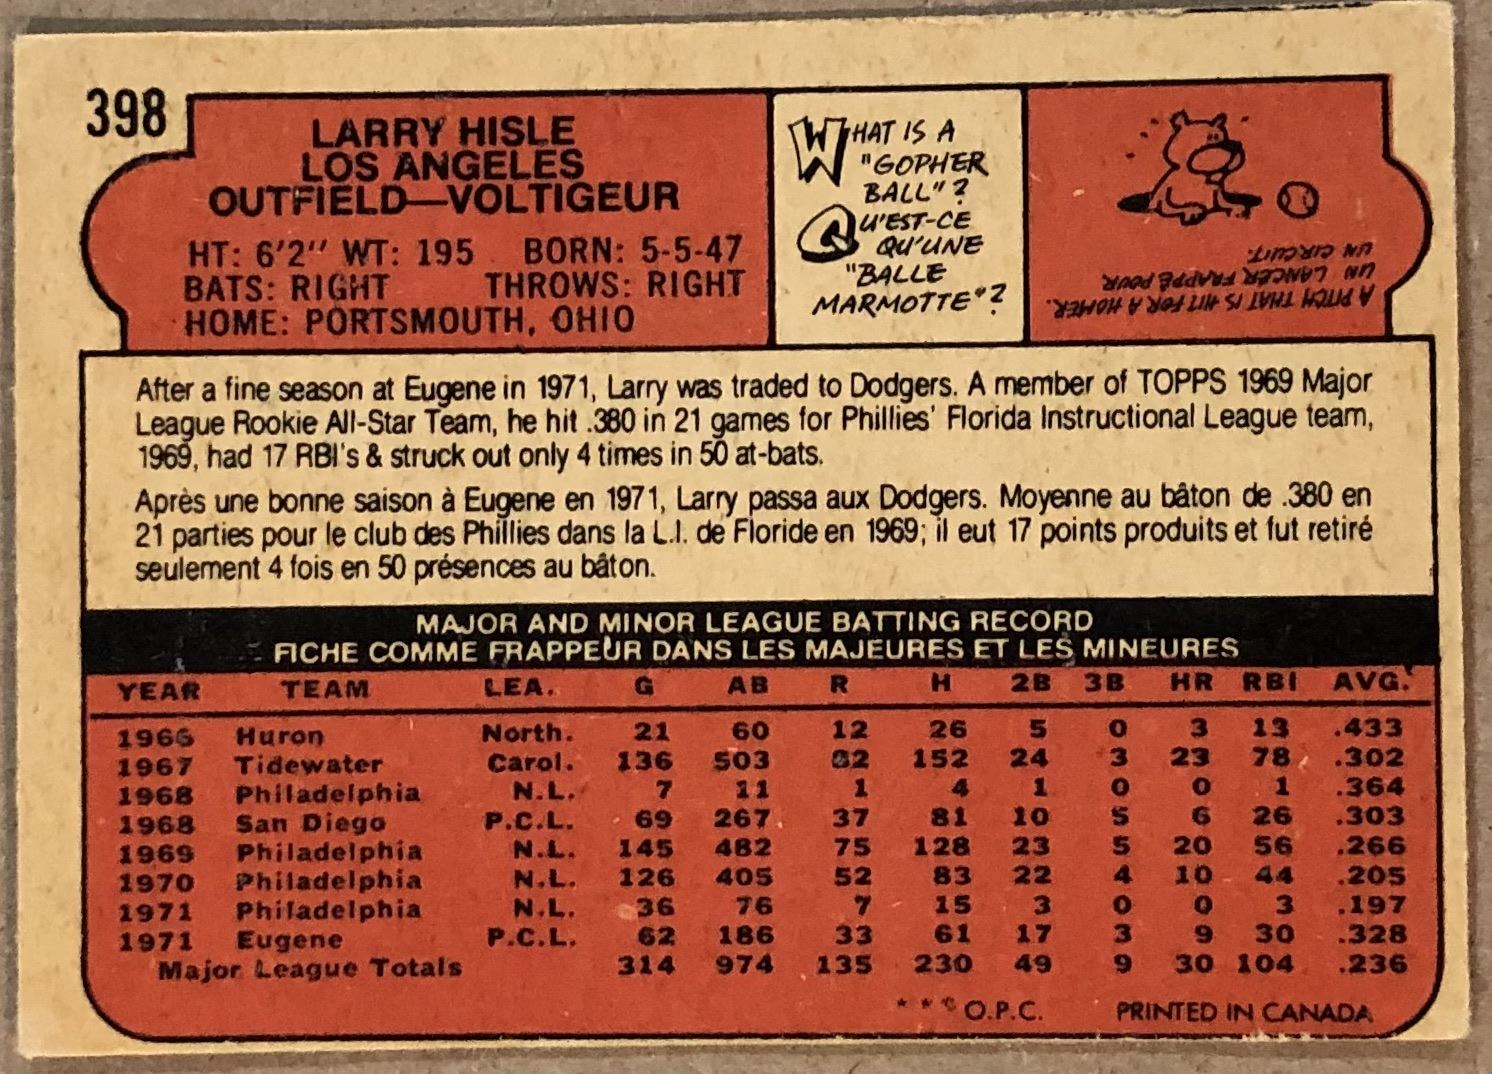 398
LARRY HISLE
LOS ANGELES
OUTFIELD—VOLTIGEUR
HT: 6'2" WT: 195 BORN: 5-5-47
BATS: RIGHT THROWS: RIGHT
HOME: PORTSMOUTH, OHIO
WHAT IS A
"GOPHER
BALL"?
QU'EST-CE
QU'UNE
"BALLE
MARMOTTE"?
A PITCH THAT IS HIT FOR A HOMER.
UN LANCER FRAPPÉ POUR
UN CIRCUIT.
After a fine season at Eugene in 1971, Larry was traded to Dodgers. A member of TOPPS 1969 Major
League Rookie All-Star Team, he hit .380 in 21 games for Phillies' Florida Instructional League team,
1969, had 17 RBI's & struck out only 4 times in 50 at-bats.
Après une bonne saison à Eugene en 1971, Larry passa aux Dodgers. Moyenne au bâton de .380 en
21 parties pour le club des Phillies dans la L.I. de Floride en 1969; il eut 17 points produits et fut retiré
seulement 4 fois en 50 présences au bâton.
MAJOR AND MINOR LEAGUE BATTING RECORD
FICHE COMME FRAPPEUR DANS LES MAJEURES ET LES MINEURES
YEAR TEAM LEA. G AB R H 2B 3B HR RBI AVG.
1966 Huron North. 21 60 12 26 5 0 3 13 .433
1967 Tidewater Carol. 136 503 82 152 24 3 23 78 .302
1968 Philadelphia N.L. 7 11 1 4 1 0 0 1 .364
1968 San Diego P.C.L. 69 267 37 81 10 5 6 26 .303
1969 Philadelphia N.L. 145 482 75 128 23 5 20 56 .266
1970 Philadelphia N.L. 126 405 52 83 22 4 10 44 .205
1971 Philadelphia N.L. 36 76 7 15 3 0 0 3 .197
1971 Eugene P.C.L. 62 186 33 61 17 3 9 30 .328
Major League Totals 314 974 135 230 49 9 30 104 .236
* * © O.P.C. PRINTED IN CANADA